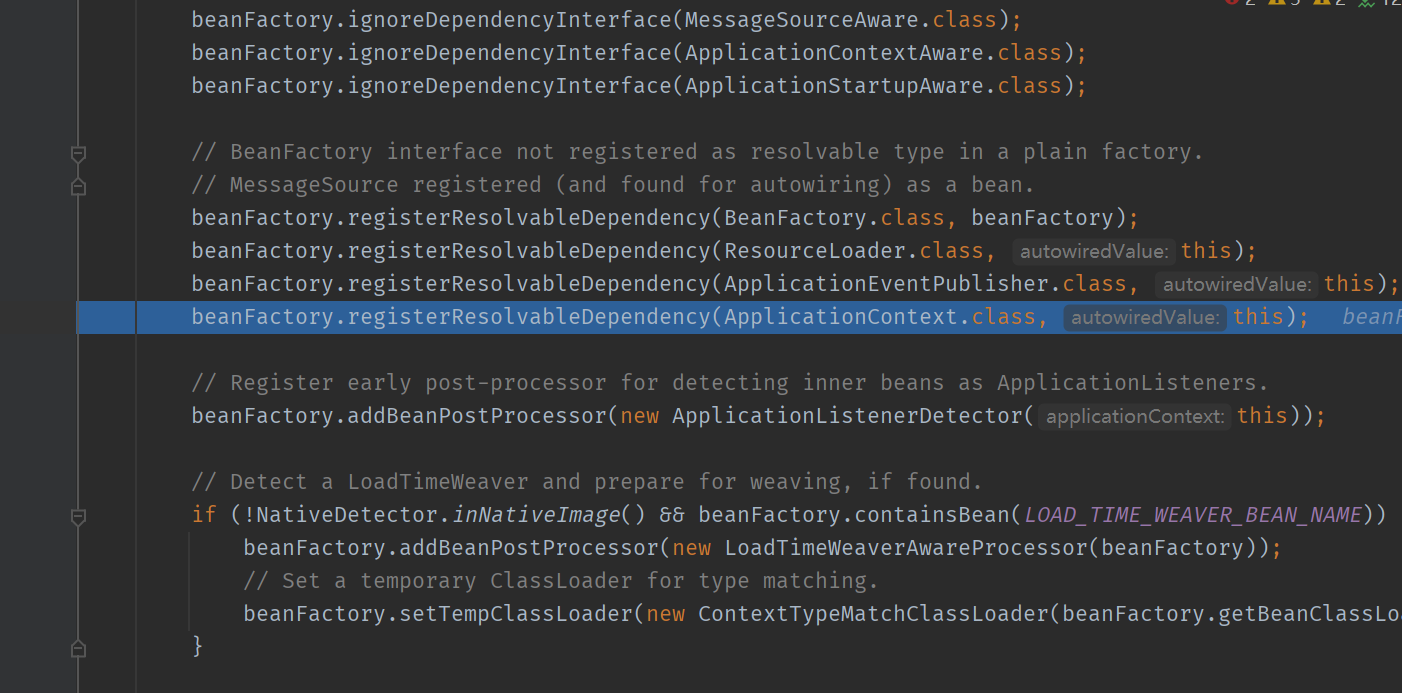 2 3 2 12
beanFactory.ignoreDependencyInterface(MessageSourceAware.class);
beanFactory.ignoreDependencyInterface(ApplicationContextAware.class);
beanFactory.ignoreDependencyInterface(ApplicationStartupAware.class);
// BeanFactory interface not registered as resolvable type in a plain factory.
// MessageSource registered (and found for autowiring) as a bean.
beanFactory.registerResolvableDependency(BeanFactory.class, beanFactory);
beanFactory.registerResolvableDependency(ResourceLoader.class, autowiredValue: this);
beanFactory.registerResolvableDependency(ApplicationEventPublisher.class, autowiredValue: this);
beanFactory.registerResolvableDependency(ApplicationContext.class, autowiredValue: this); beanF
// Register early post-processor for detecting inner beans as ApplicationListeners.
beanFactory.addBeanPostProcessor(new ApplicationListenerDetector( applicationContext: this));
// Detect a LoadTimeWeaver and prepare for weaving, if found.
if (!NativeDetector.inNativeImage() && beanFactory.containsBean(LOAD_TIME_WEAVER_BEAN_NAME))
beanFactory.addBeanPostProcessor(new LoadTimeWeaverAwareProcessor(beanFactory));
// Set a temporary ClassLoader for type matching.
beanFactory.setTempClassLoader(new ContextTypeMatchClassLoader(beanFactory.getBeanClassLo
}